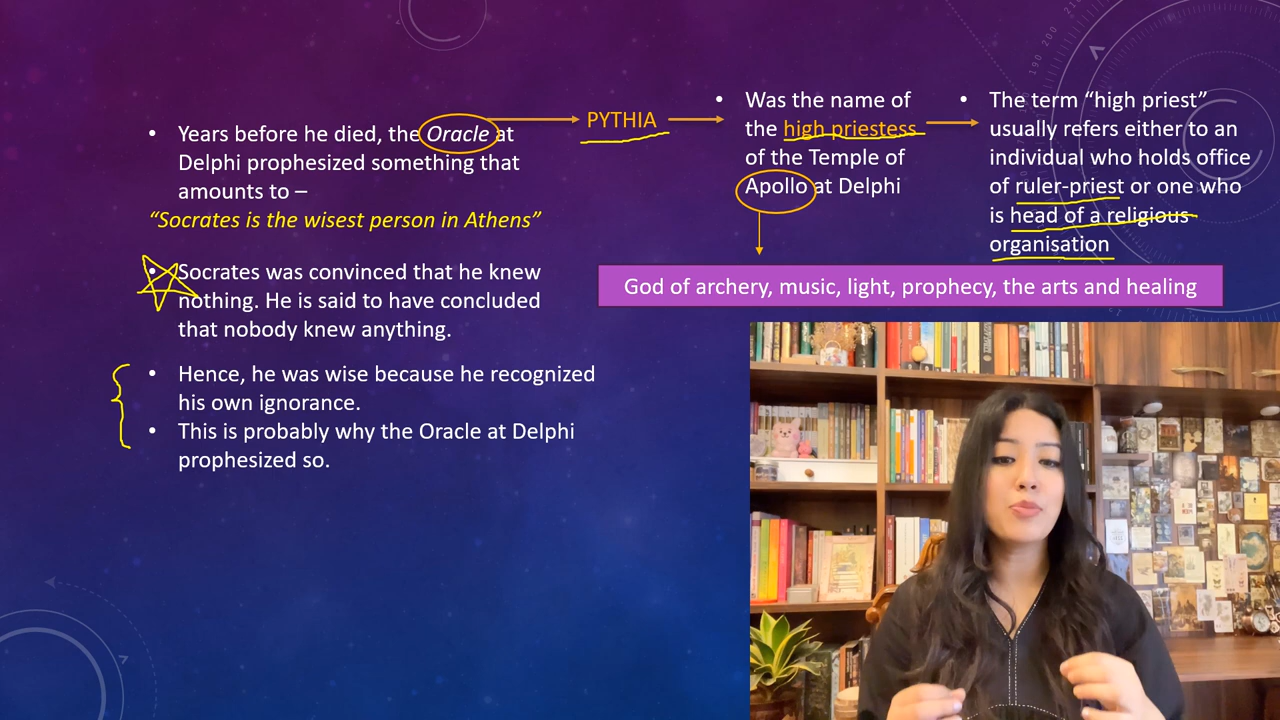 • Years before he died, the Oracle at
Delphi prophesized something that
amounts to –
“Socrates is the wisest person in Athens”
• Socrates was convinced that he knew
nothing. He is said to have concluded
that nobody knew anything.
• Hence, he was wise because he recognized
his own ignorance.
• This is probably why the Oracle at Delphi
prophesized so.
PYTHIA
• Was the name of
the high priestess
of the Temple of
Apollo at Delphi
• The term “high priest”
usually refers either to an
individual who holds office
of ruler-priest or one who
is head of a religious
organisation
God of archery, music, light, prophecy, the arts and healing
190 200